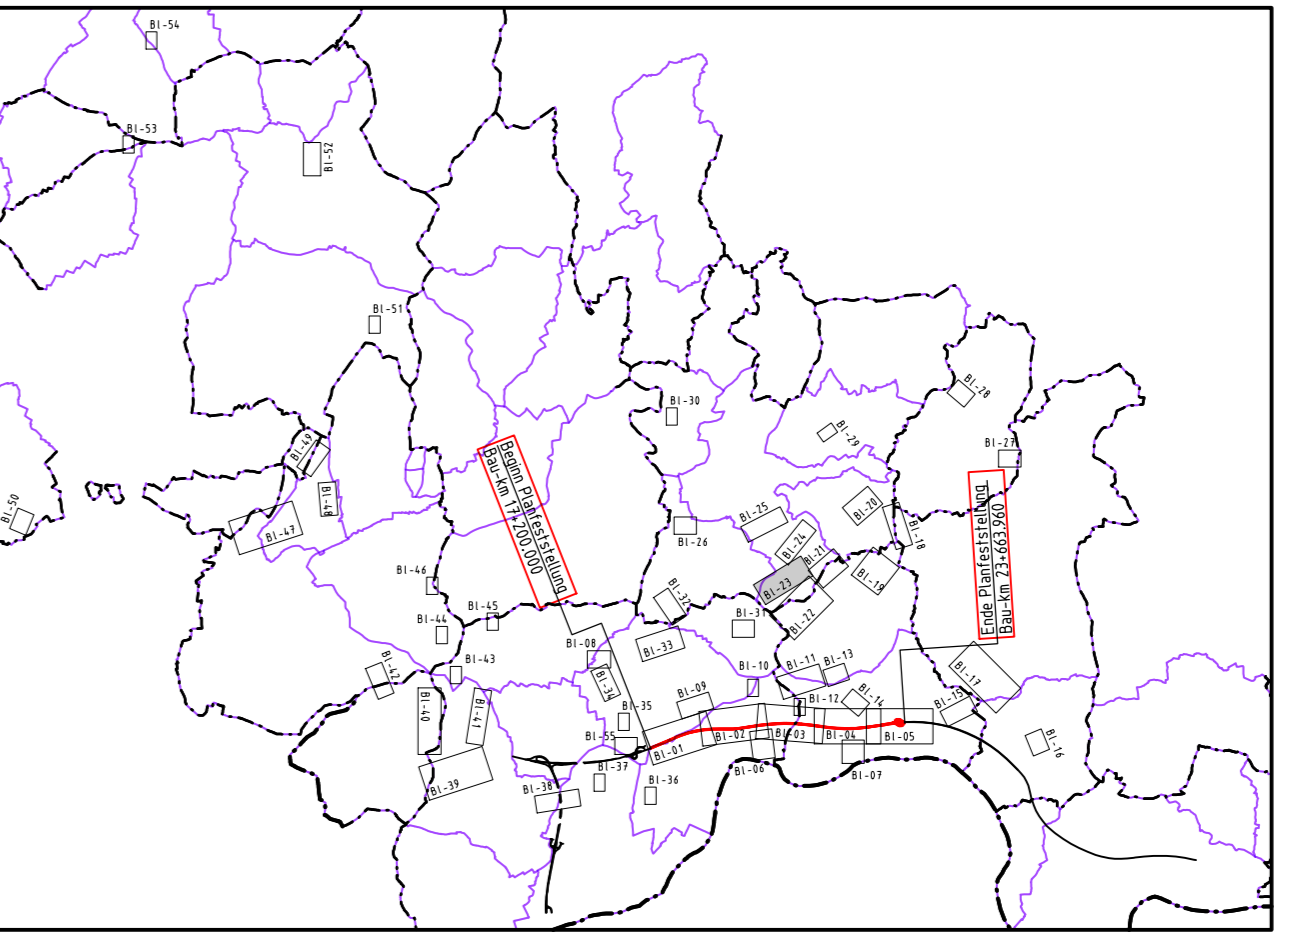 Bl-54
Bl-53
Bl-52
Bl-51
Bl-50
Bl-49
Bl-48
Bl-47
Bl-46
Bl-45
Bl-44
Bl-43
Bl-42
Bl-41
Bl-40
Bl-39
Bl-38
Bl-37
Bl-36
Bl-35
Bl-34
Bl-55
Bl-08
Bl-33
Bl-32
Bl-31
Bl-30
Bl-29
Bl-28
Bl-27
Bl-26
Bl-25
Bl-24
Bl-23
Bl-22
Bl-21
Bl-20
Bl-19
Bl-18
Bl-17
Bl-16
Bl-15
Bl-14
Bl-13
Bl-12
Bl-11
Bl-10
Bl-09
Bl-01
Bl-02
Bl-03
Bl-04
Bl-05
Bl-06
Bl-07
Beginn Planfeststellung
Bau-km 17+200.000
Ende Planfeststellung
Bau-km 23+663.960